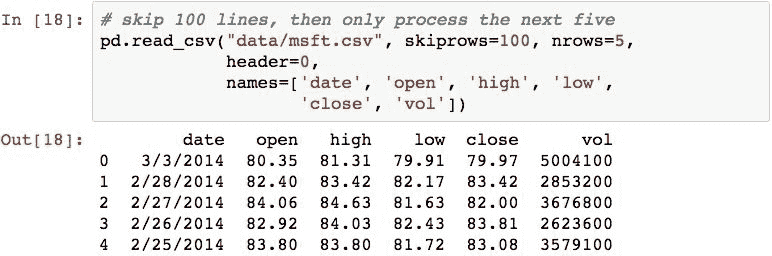 In [18]: # skip 100 lines, then only process the next five
pd.read_csv("data/msft.csv", skiprows=100, nrows=5,
header=0,
names=['date', 'open', 'high', 'low',
'close', 'vol'])
Out[18]: date open high low close vol
0 3/3/2014 80.35 81.31 79.91 79.97 5004100
1 2/28/2014 82.40 83.42 82.17 83.42 2853200
2 2/27/2014 84.06 84.63 81.63 82.00 3676800
3 2/26/2014 82.92 84.03 82.43 83.81 2623600
4 2/25/2014 83.80 83.80 81.72 83.08 3579100